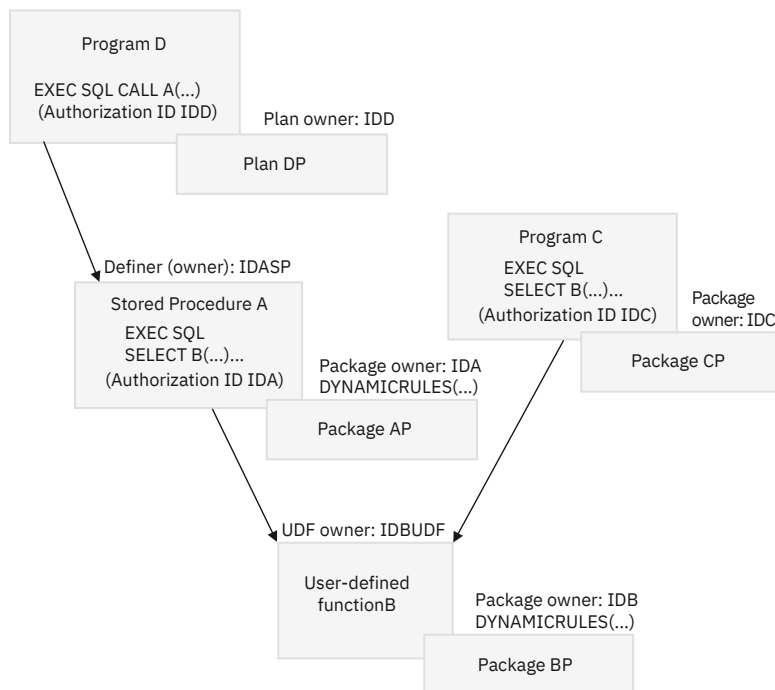 Program D
EXEC SQL CALL A(...)
(Authorization ID IDD)
Plan owner: IDD
Plan DP
Program C
EXEC SQL
SELECT B(...)...
(Authorization ID IDC)
Package
owner: IDC
Package CP
Definer (owner): IDASP
Stored Procedure A
EXEC SQL
SELECT B(...)...
(Authorization ID IDA)
Package owner: IDA
DYNAMICRULES(...)
Package AP
UDF owner: IDBUDF
User-defined
functionB
Package owner: IDB
DYNAMICRULES(...)
Package BP